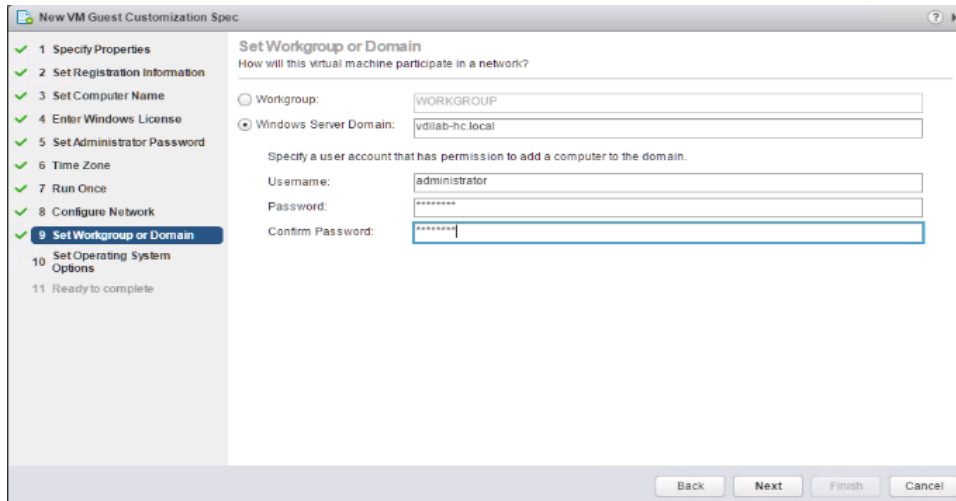 New VM Guest Customization Spec
?
1 Specify Properties
2 Set Registration Information
3 Set Computer Name
4 Enter Windows License
5 Set Administrator Password
6 Time Zone
7 Run Once
8 Configure Network
9 Set Workgroup or Domain
10 Set Operating System
Options
11 Ready to complete
Set Workgroup or Domain
How will this virtual machine participate in a network?
Workgroup: WORKGROUP
Windows Server Domain: vdilab-hc.local
Specify a user account that has permission to add a computer to the domain.
Username: administrator
Password: ********
Confirm Password: ********
Back Next Finish Cancel